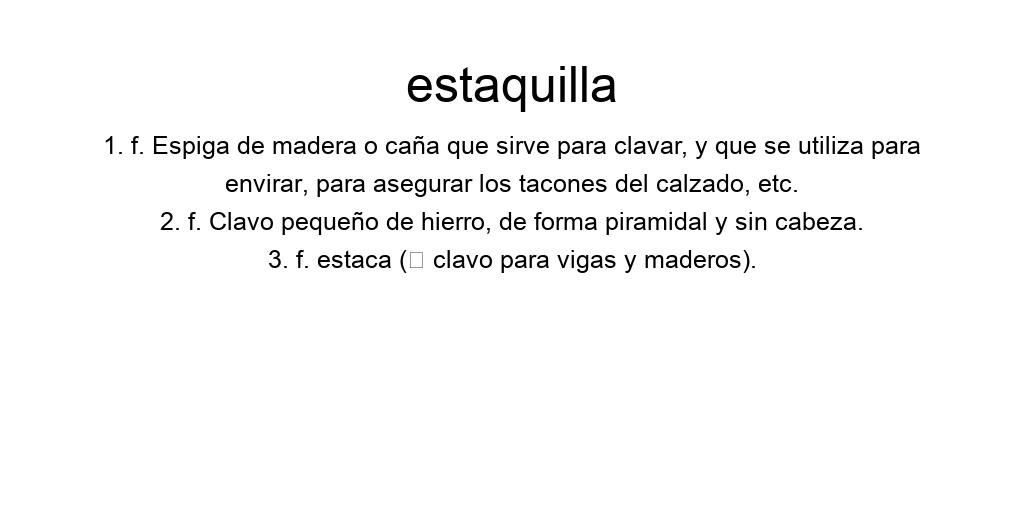 estaquilla
1. f. Espiga de madera o caña que sirve para clavar, y que se utiliza para
envirar, para asegurar los tacones del calzado, etc.
2. f. Clavo pequeño de hierro, de forma piramidal y sin cabeza.
3. f. estaca (□ clavo para vigas y maderos).